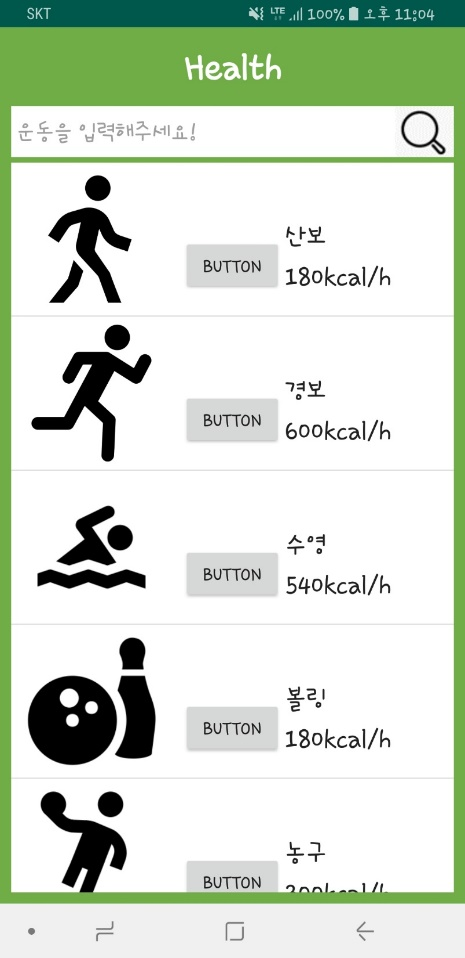 SKT
LTE 100% 오후 11:04
Health
운동을 입력해주세요!
산보
BUTTON
180kcal/h
경보
BUTTON
600kcal/h
수영
BUTTON
540kcal/h
볼링
BUTTON
180kcal/h
농구
BUTTON